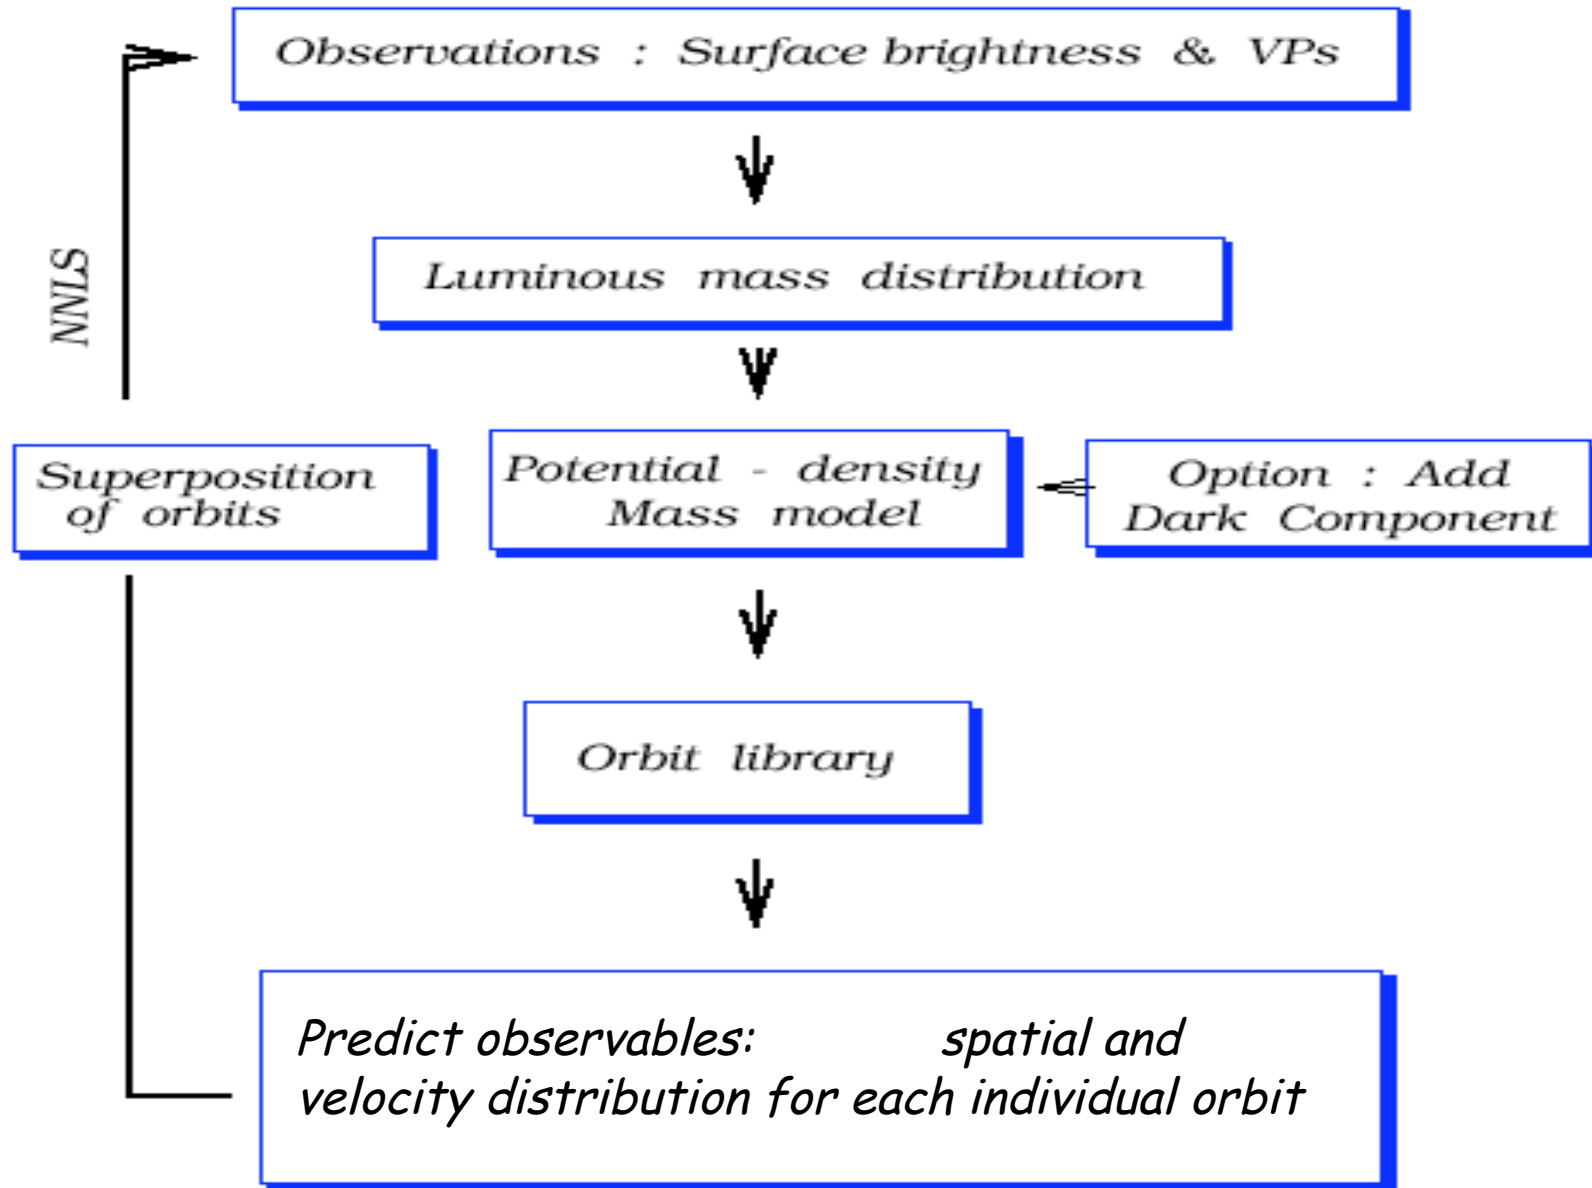 Observations : Surface brightness & VPs
NNLS
Luminous mass distribution
Superposition
of orbits
Potential - density
Mass model
Option : Add
Dark Component
Orbit library
Predict observables: spatial and
velocity distribution for each individual orbit